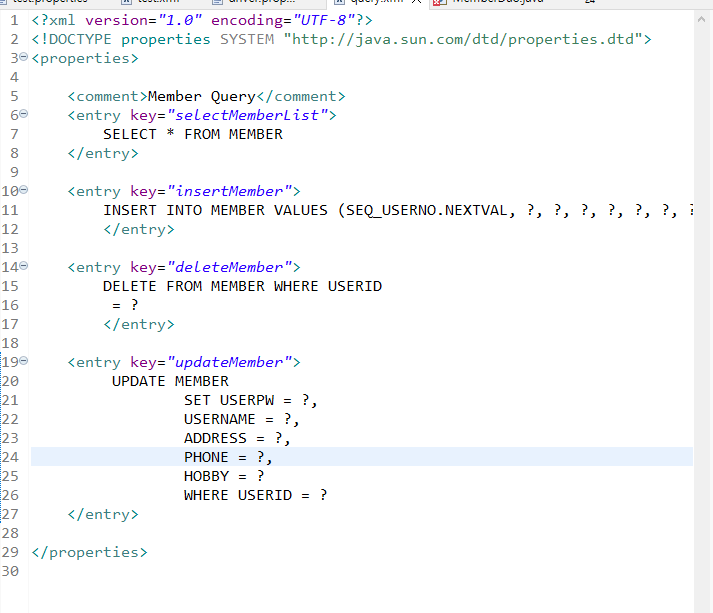 test.properties test.xml driver.prop... query.xml MemberDao.java 24
1 <?xml version="1.0" encoding="UTF-8"?>
2 <!DOCTYPE properties SYSTEM "http://java.sun.com/dtd/properties.dtd">
3 <properties>
4
5 <comment>Member Query</comment>
6 <entry key="selectMemberList">
7 SELECT * FROM MEMBER
8 </entry>
9
10 <entry key="insertMember">
11 INSERT INTO MEMBER VALUES (SEQ_USERNO.NEXTVAL, ?, ?, ?, ?, ?, ?, ?
12 </entry>
13
14 <entry key="deleteMember">
15 DELETE FROM MEMBER WHERE USERID
16 = ?
17 </entry>
18
19 <entry key="updateMember">
20 UPDATE MEMBER
21 SET USERPW = ?,
22 USERNAME = ?,
23 ADDRESS = ?,
24 PHONE = ?,
25 HOBBY = ?
26 WHERE USERID = ?
27 </entry>
28
29 </properties>
30